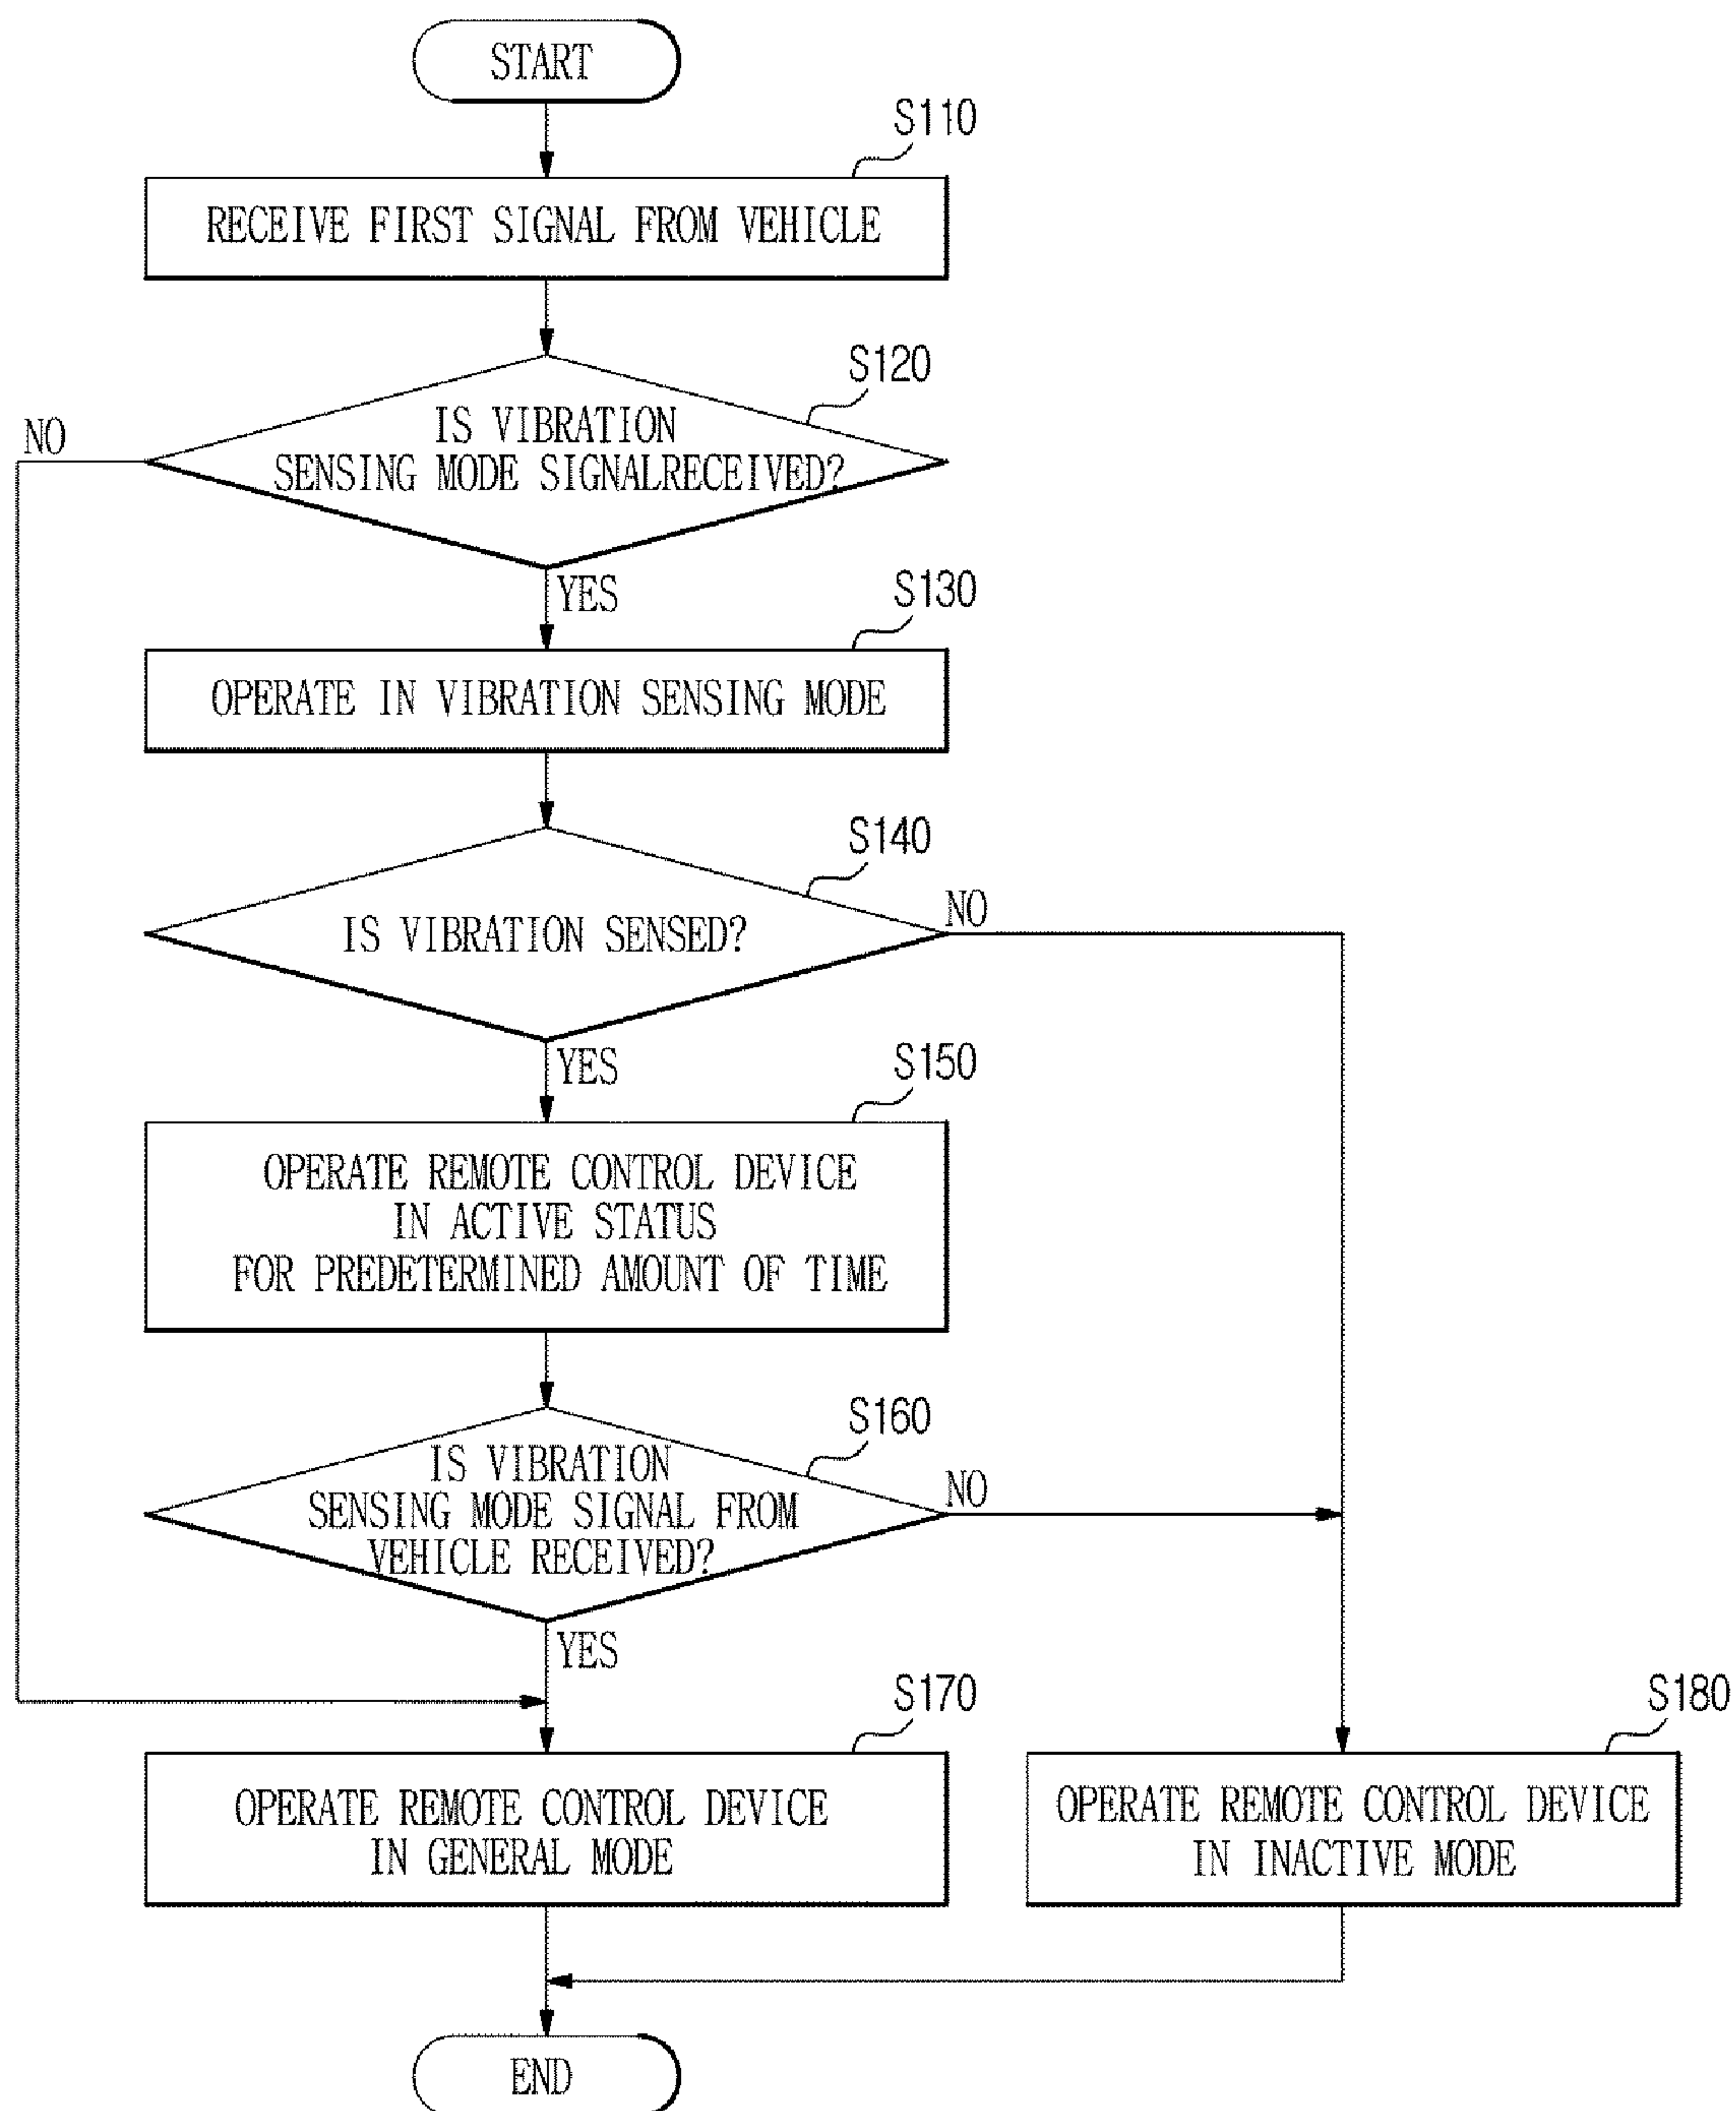 START
S110
RECEIVE FIRST SIGNAL FROM VEHICLE
S120
IS VIBRATION
SENSING MODE SIGNALRECEIVED?
NO
YES
S130
OPERATE IN VIBRATION SENSING MODE
S140
IS VIBRATION SENSED?
NO
YES
S150
OPERATE REMOTE CONTROL DEVICE
IN ACTIVE STATUS
FOR PREDETERMINED AMOUNT OF TIME
S160
IS VIBRATION
SENSING MODE SIGNAL FROM
VEHICLE RECEIVED?
NO
YES
S170
OPERATE REMOTE CONTROL DEVICE
IN GENERAL MODE
S180
OPERATE REMOTE CONTROL DEVICE
IN INACTIVE MODE
END